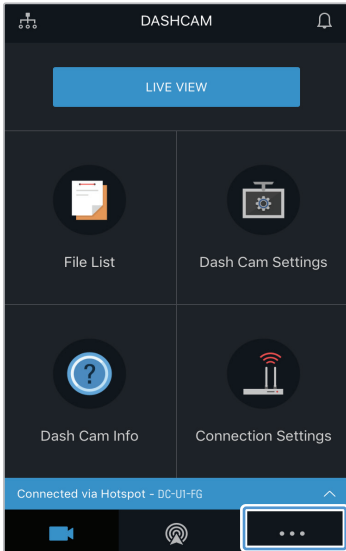 DASHCAM
LIVE VIEW
File List
Dash Cam Settings
?
Dash Cam Info
Connection Settings
Connected via Hotspot - DC-U1-FG